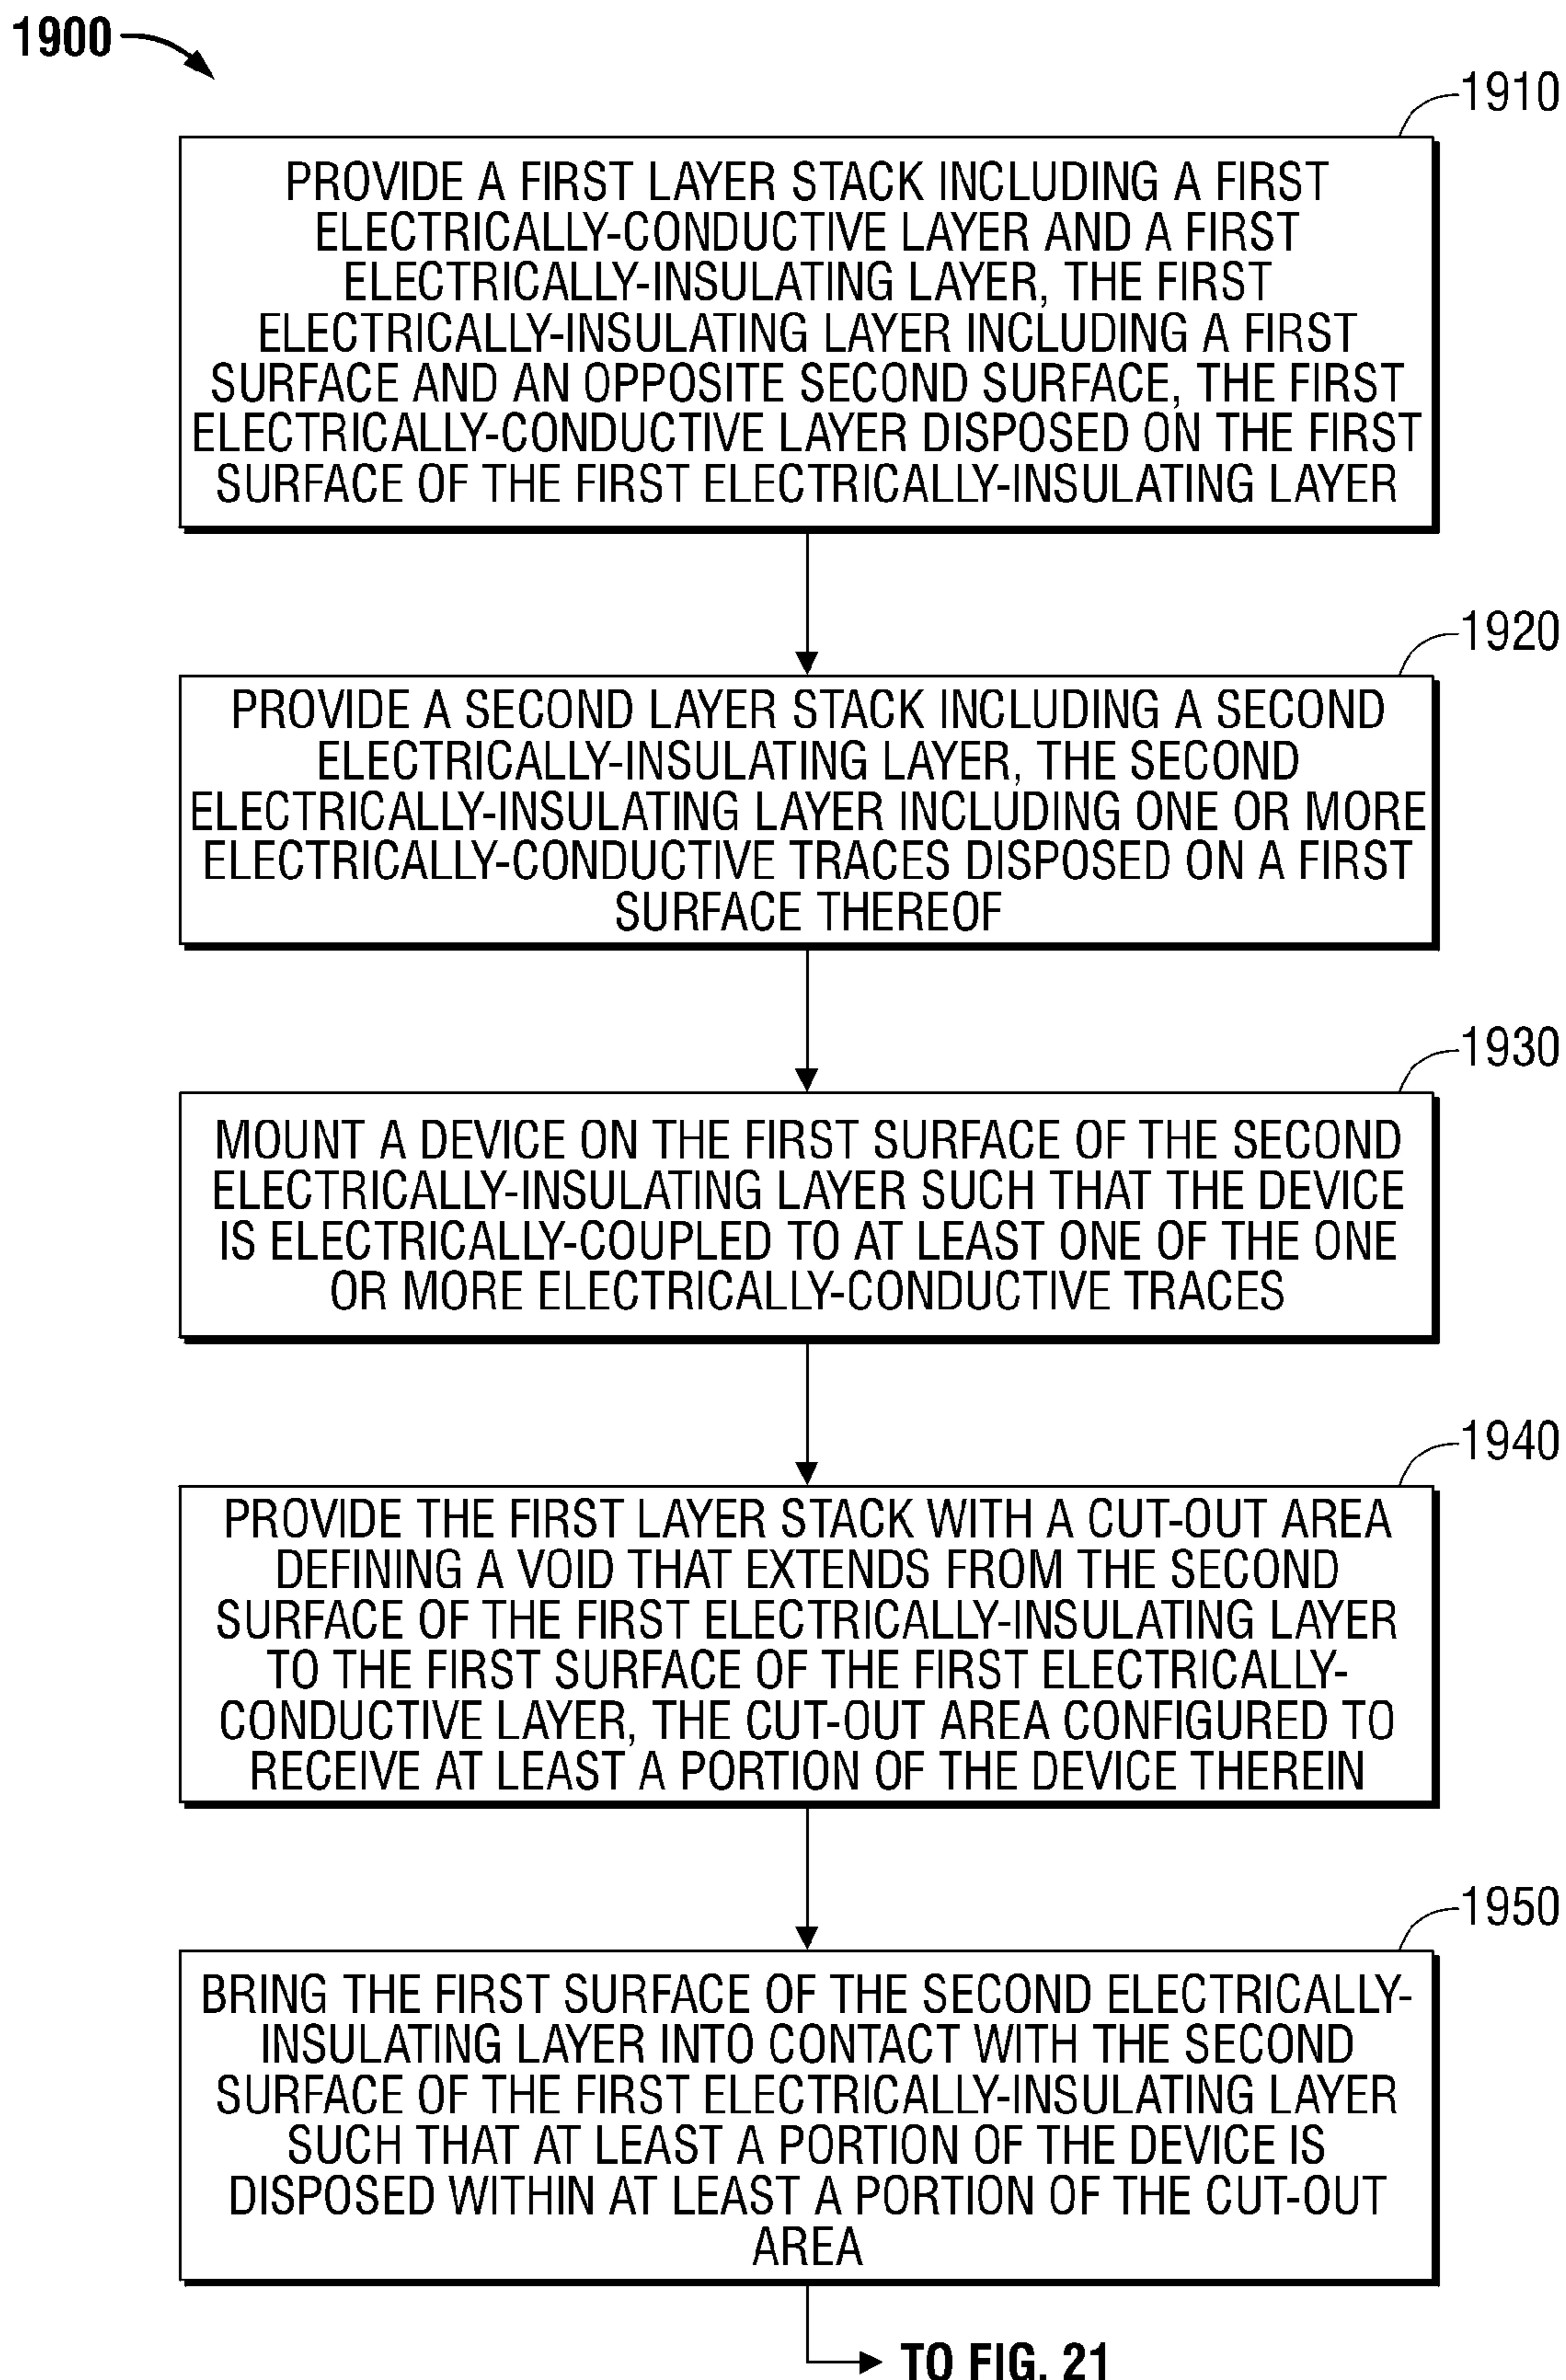 1900
1910
PROVIDE A FIRST LAYER STACK INCLUDING A FIRST
ELECTRICALLY-CONDUCTIVE LAYER AND A FIRST
ELECTRICALLY-INSULATING LAYER, THE FIRST
ELECTRICALLY-INSULATING LAYER INCLUDING A FIRST
SURFACE AND AN OPPOSITE SECOND SURFACE, THE FIRST
ELECTRICALLY-CONDUCTIVE LAYER DISPOSED ON THE FIRST
SURFACE OF THE FIRST ELECTRICALLY-INSULATING LAYER
1920
PROVIDE A SECOND LAYER STACK INCLUDING A SECOND
ELECTRICALLY-INSULATING LAYER, THE SECOND
ELECTRICALLY-INSULATING LAYER INCLUDING ONE OR MORE
ELECTRICALLY-CONDUCTIVE TRACES DISPOSED ON A FIRST
SURFACE THEREOF
1930
MOUNT A DEVICE ON THE FIRST SURFACE OF THE SECOND
ELECTRICALLY-INSULATING LAYER SUCH THAT THE DEVICE
IS ELECTRICALLY-COUPLED TO AT LEAST ONE OF THE ONE
OR MORE ELECTRICALLY-CONDUCTIVE TRACES
1940
PROVIDE THE FIRST LAYER STACK WITH A CUT-OUT AREA
DEFINING A VOID THAT EXTENDS FROM THE SECOND
SURFACE OF THE FIRST ELECTRICALLY-INSULATING LAYER
TO THE FIRST SURFACE OF THE FIRST ELECTRICALLY-
CONDUCTIVE LAYER, THE CUT-OUT AREA CONFIGURED TO
RECEIVE AT LEAST A PORTION OF THE DEVICE THEREIN
1950
BRING THE FIRST SURFACE OF THE SECOND ELECTRICALLY-
INSULATING LAYER INTO CONTACT WITH THE SECOND
SURFACE OF THE FIRST ELECTRICALLY-INSULATING LAYER
SUCH THAT AT LEAST A PORTION OF THE DEVICE IS
DISPOSED WITHIN AT LEAST A PORTION OF THE CUT-OUT
AREA
TO FIG. 21